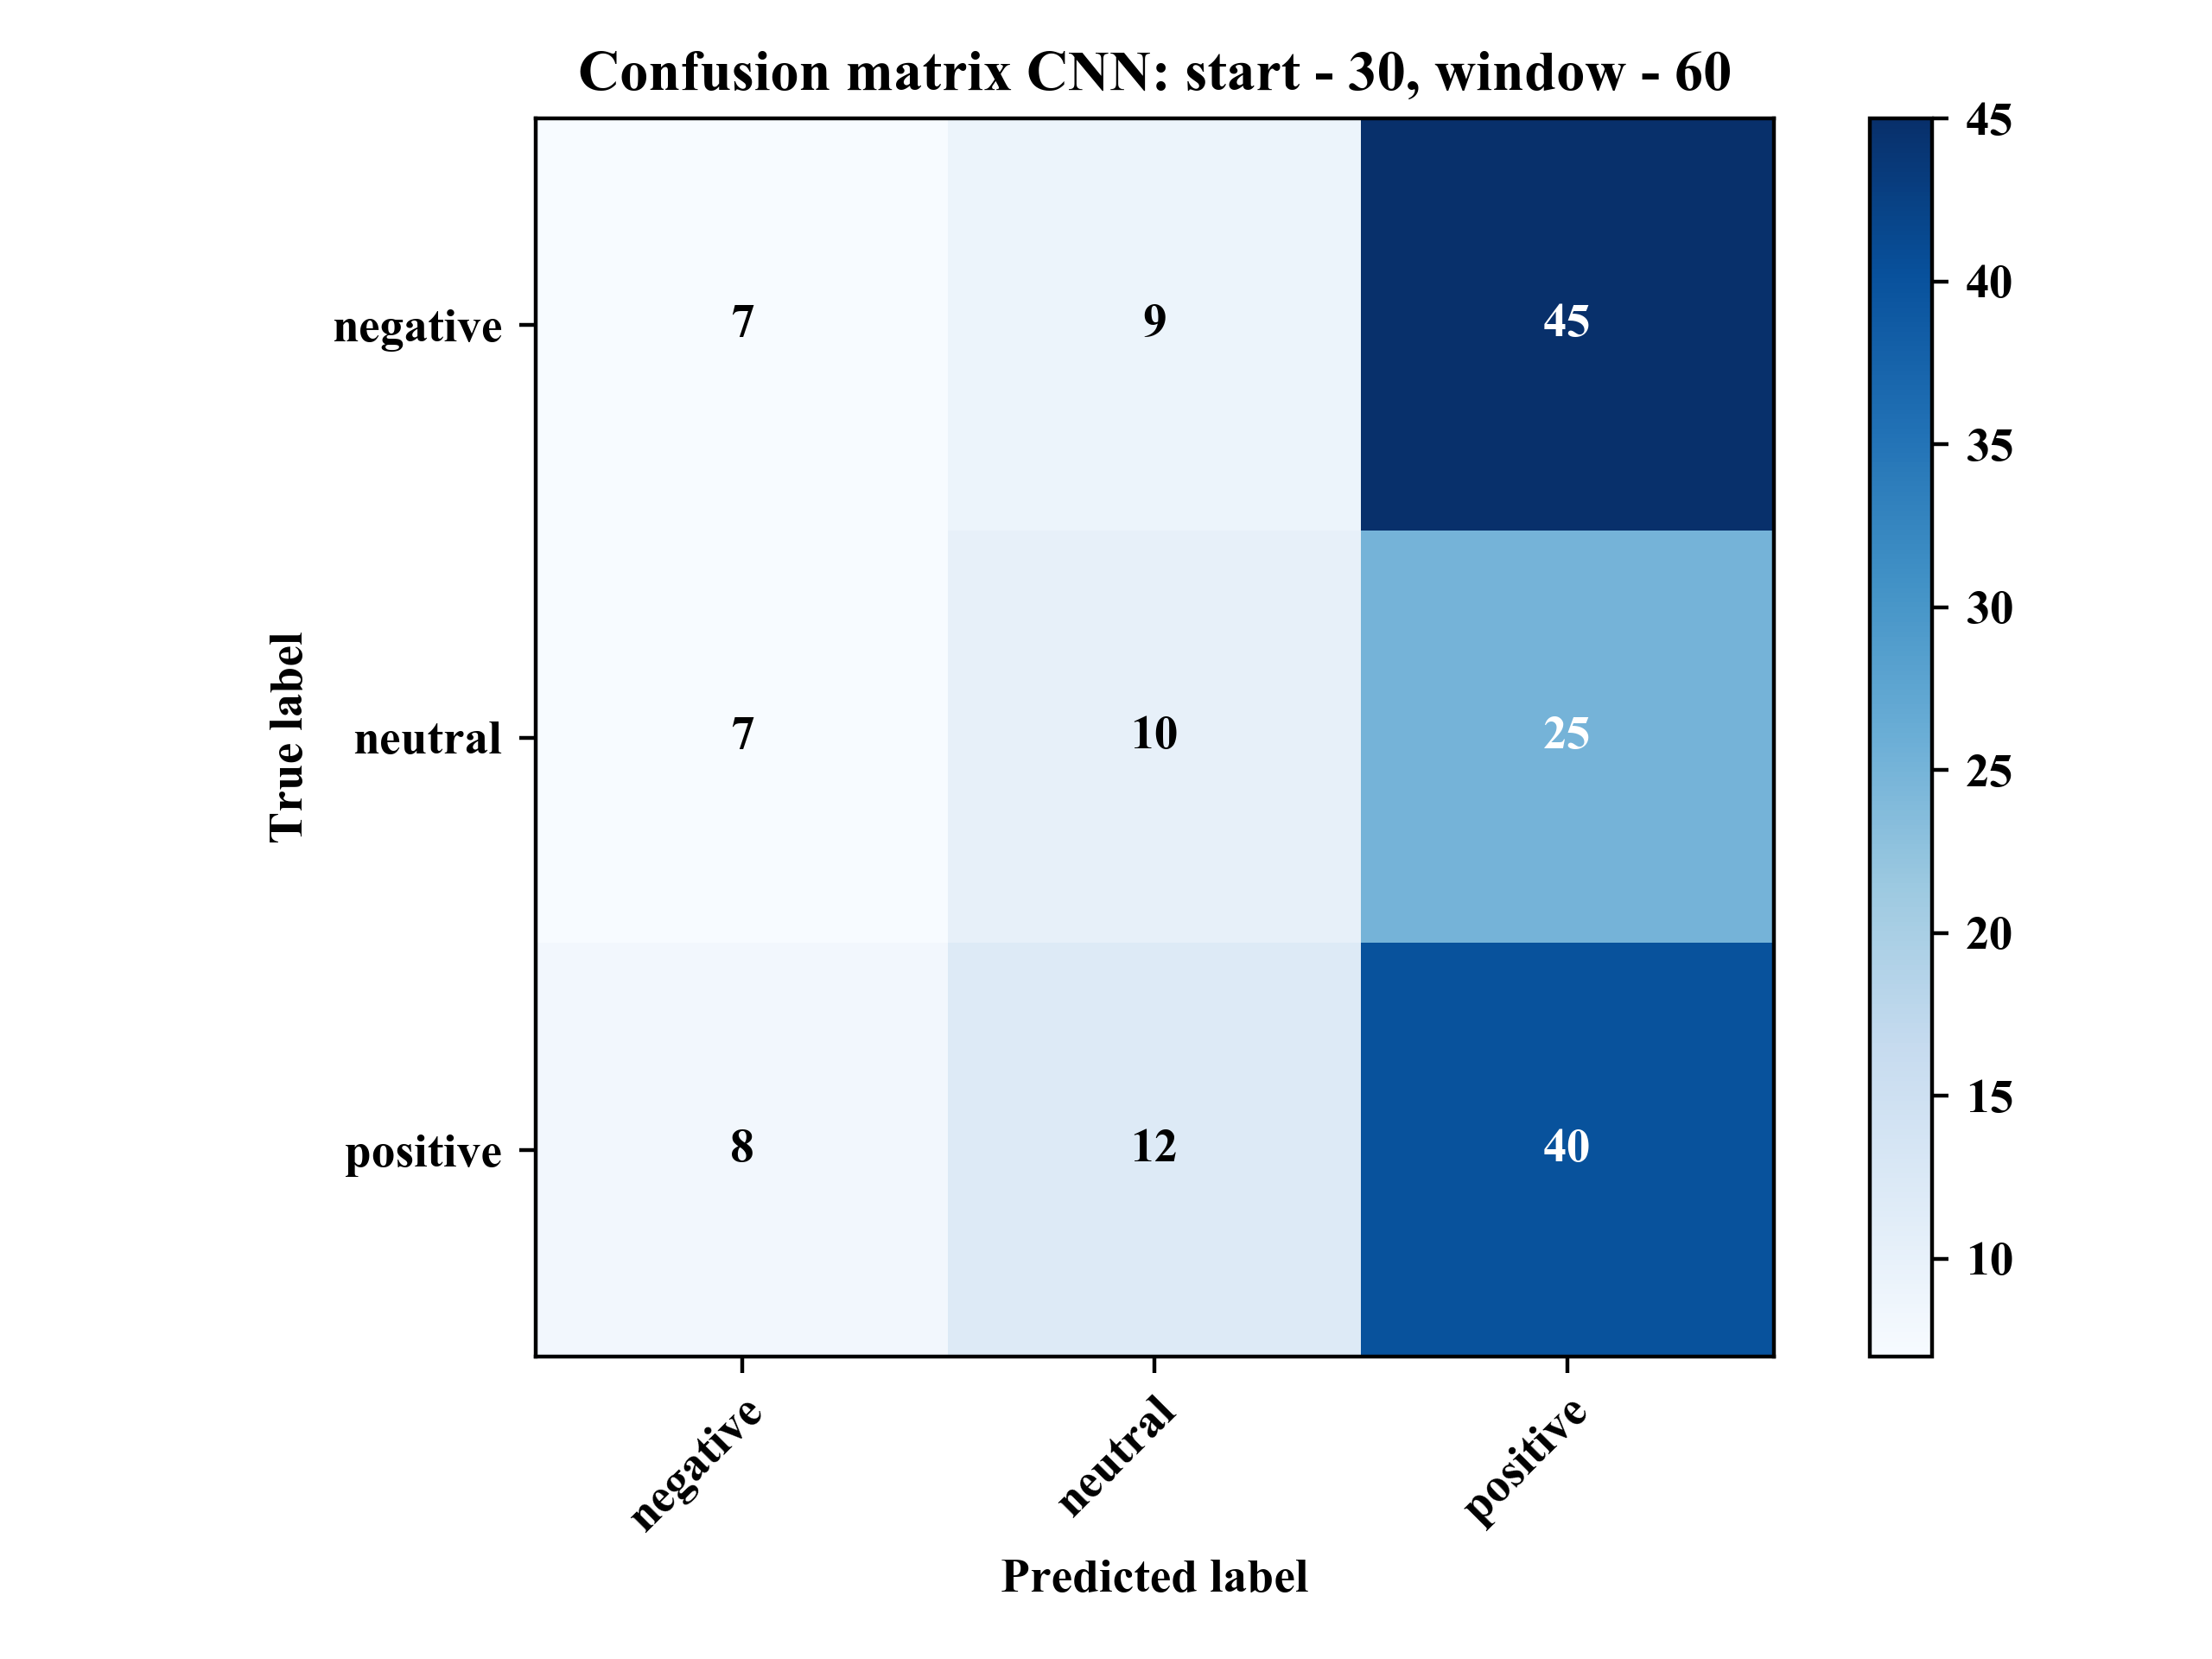 Confusion matrix CNN: start - 30, window - 60
True label
negative 7 9 45
neutral 7 10 25
positive 8 12 40
negative neutral positive
Predicted label
45
40
35
30
25
20
15
10